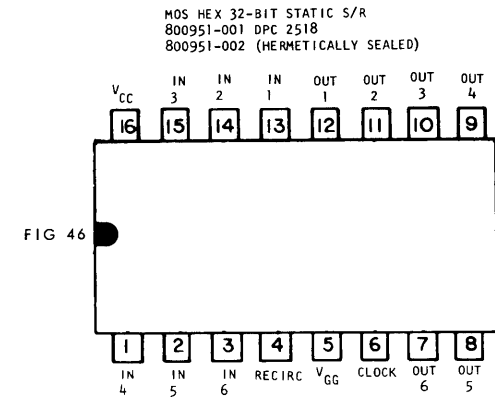 MOS HEX 32-BIT STATIC S/R
800951-001 DPC 2518
800951-002 (HERMETICALLY SEALED)
VCC IN 3 IN 2 IN 1 OUT 1 OUT 2 OUT 3 OUT 4
16 15 14 13 12 11 10 9
FIG 46
1 2 3 4 5 6 7 8
IN 4 IN 5 IN 6 RECIRC VGG CLOCK OUT 6 OUT 5